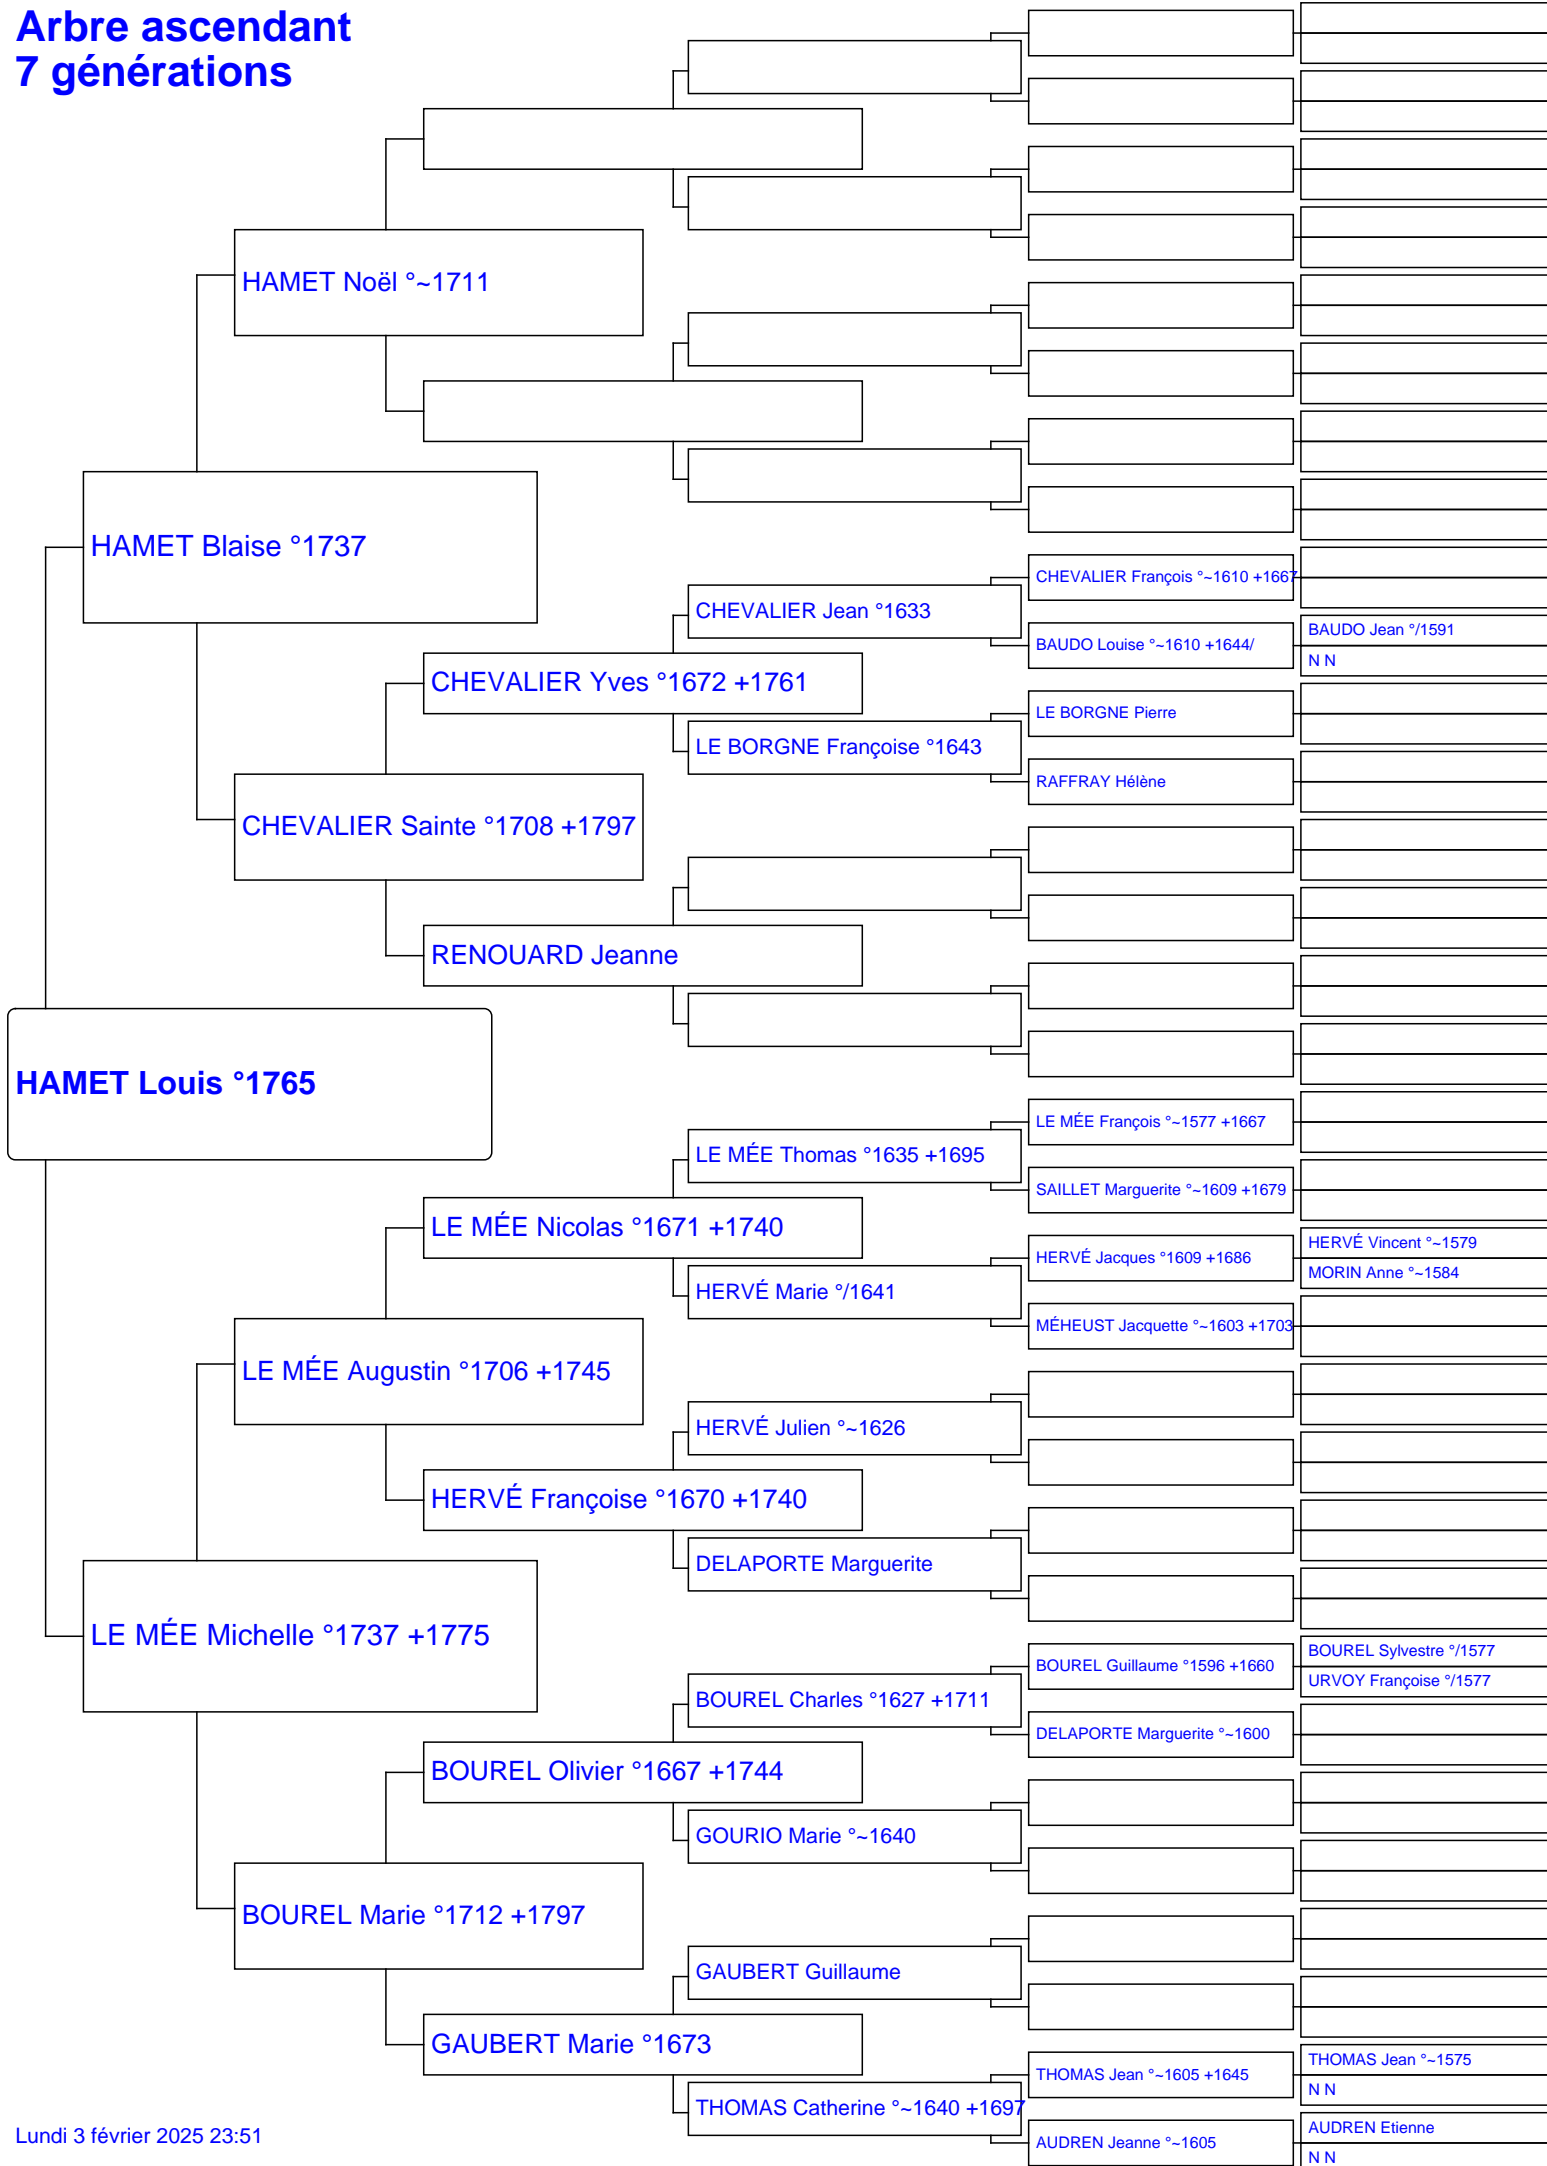 Arbre ascendant
7 générations
HAMET Noël °~1711
HAMET Blaise °1737
CHEVALIER François °~1610 +1667
CHEVALIER Jean °1633
BAUDO Jean °/1591
BAUDO Louise °~1610 +1644/
N N
CHEVALIER Yves °1672 +1761
LE BORGNE Pierre
LE BORGNE Françoise °1643
RAFFRAY Hélène
CHEVALIER Sainte °1708 +1797
RENOUARD Jeanne
HAMET Louis °1765
LE MÉE François °~1577 +1667
LE MÉE Thomas °1635 +1695
SAILLET Marguerite °~1609 +1679
LE MÉE Nicolas °1671 +1740
HERVÉ Vincent °~1579
HERVÉ Jacques °1609 +1686
MORIN Anne °~1584
HERVÉ Marie °/1641
MÉHEUST Jacquette °~1603 +1703
LE MÉE Augustin °1706 +1745
HERVÉ Julien °~1626
HERVÉ Françoise °1670 +1740
DELAPORTE Marguerite
LE MÉE Michelle °1737 +1775
BOUREL Sylvestre °/1577
BOUREL Guillaume °1596 +1660
URVOY Françoise °/1577
BOUREL Charles °1627 +1711
DELAPORTE Marguerite °~1600
BOUREL Olivier °1667 +1744
GOURIO Marie °~1640
BOUREL Marie °1712 +1797
GAUBERT Guillaume
GAUBERT Marie °1673
THOMAS Jean °~1575
THOMAS Jean °~1605 +1645
N N
THOMAS Catherine °~1640 +1697
AUDREN Etienne
AUDREN Jeanne °~1605
N N
Lundi 3 février 2025 23:51